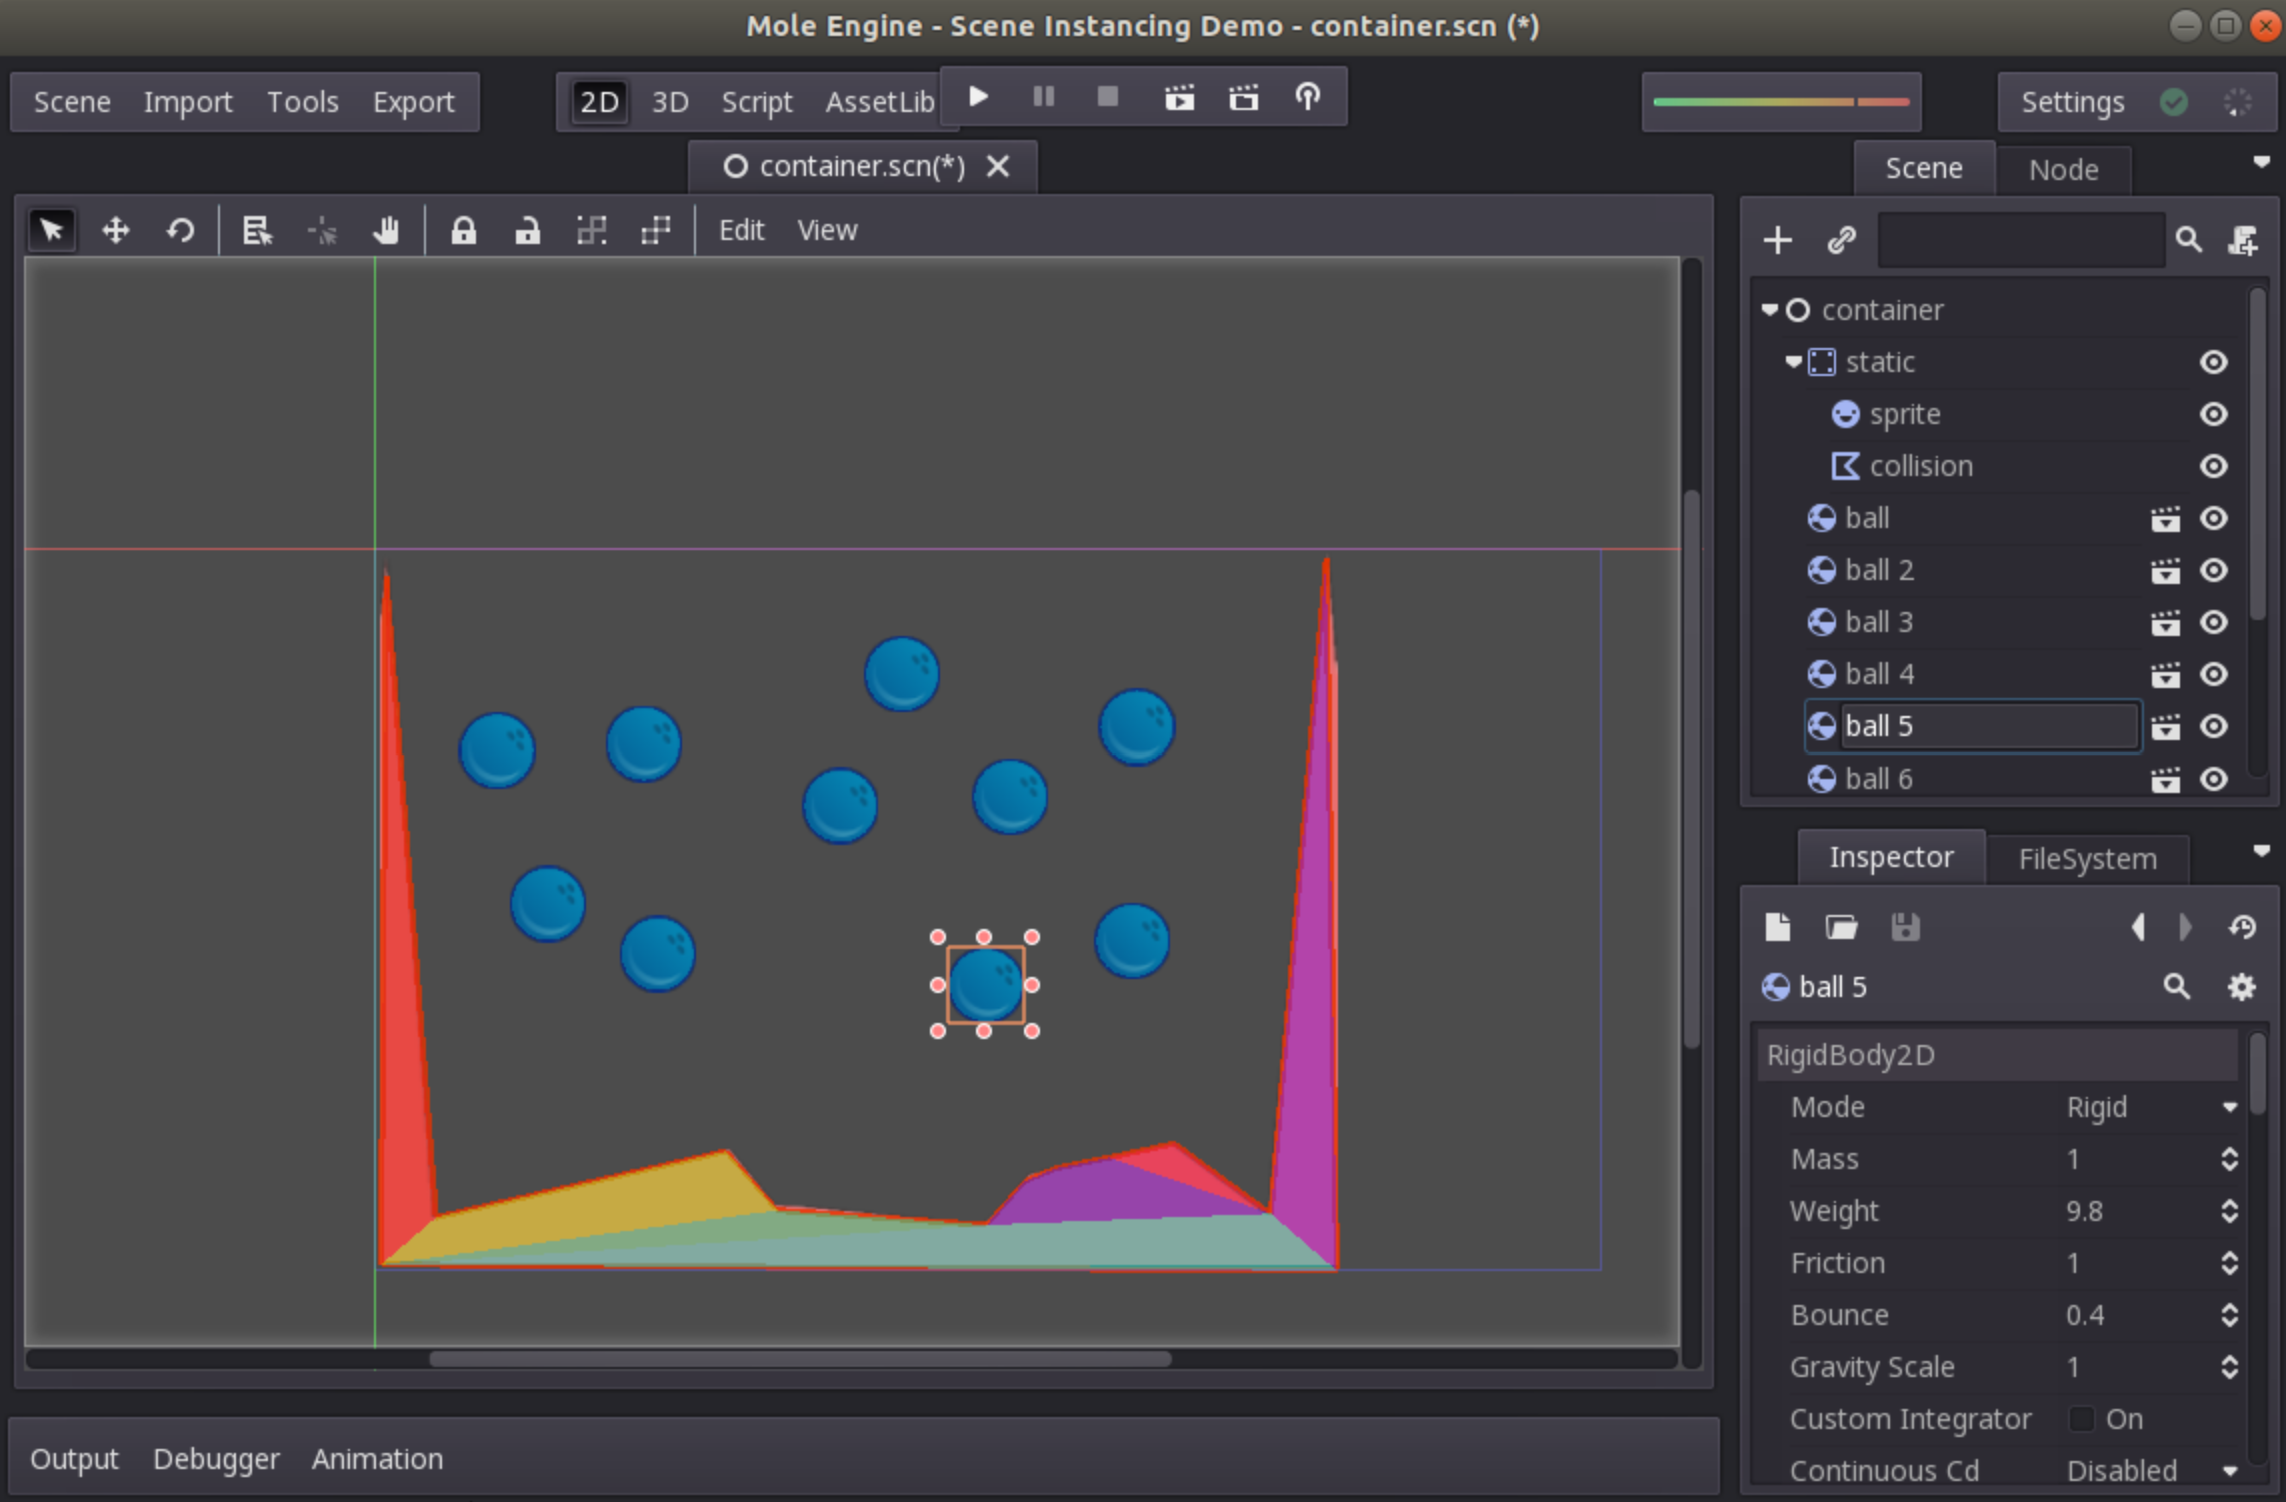 Mole Engine - Scene Instancing Demo - container.scn (*)
Scene Import Tools Export
2D 3D Script AssetLib
Settings
container.scn(*)
Edit View
Scene Node
container
static
sprite
collision
ball
ball 2
ball 3
ball 4
ball 5
ball 6
Inspector FileSystem
ball 5
RigidBody2D
Mode Rigid
Mass 1
Weight 9.8
Friction 1
Bounce 0.4
Gravity Scale 1
Custom Integrator On
Continuous Cd Disabled
Output Debugger Animation